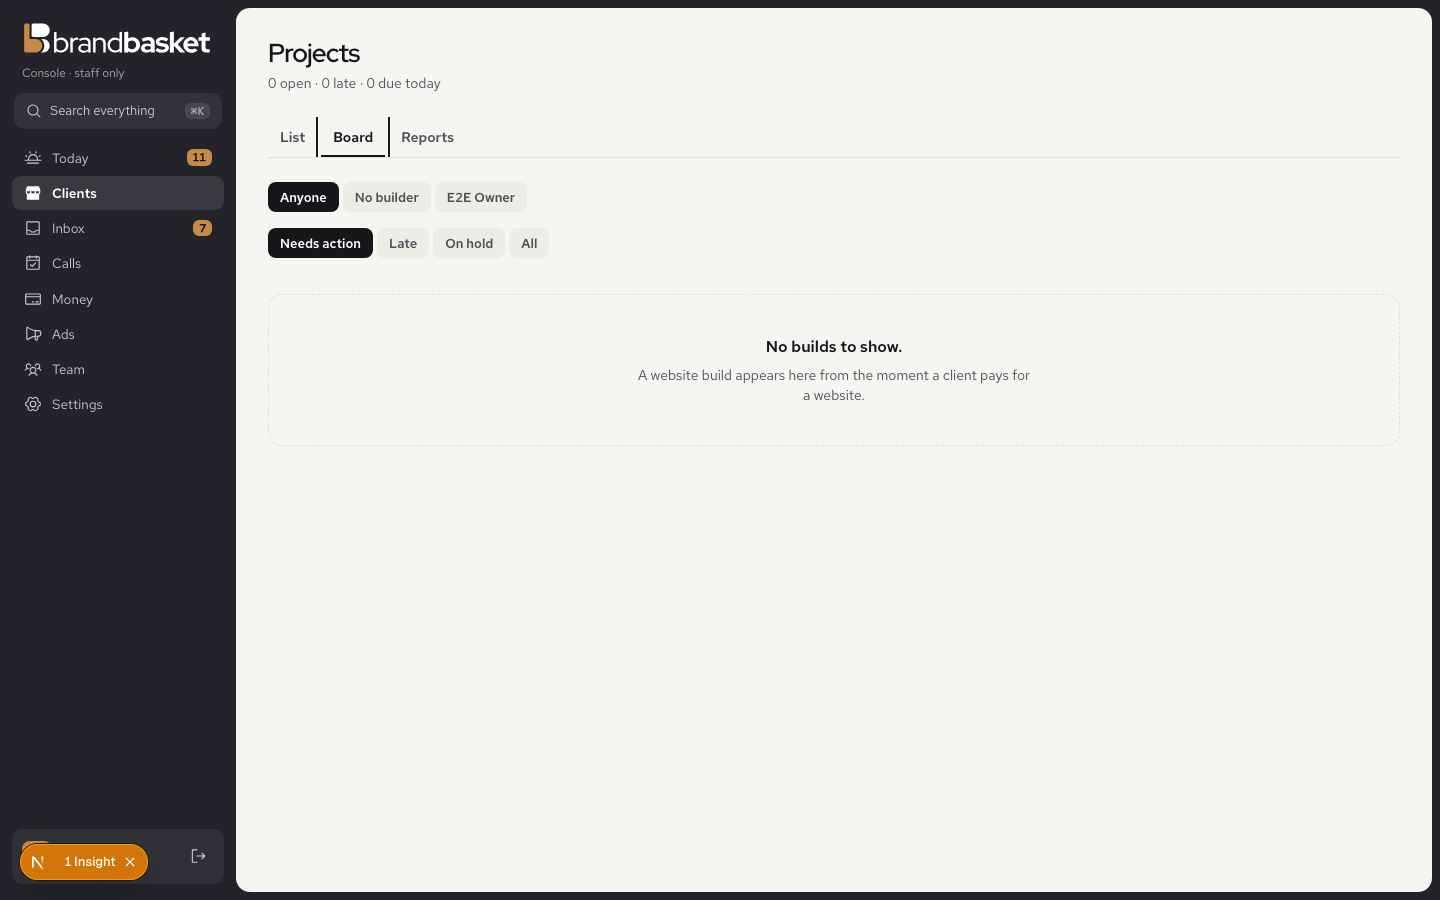 brandbasket
Console · staff only
Search everything ⌘K
Today 11
Clients
Inbox 7
Calls
Money
Ads
Team
Settings
1 Insight
Projects
0 open · 0 late · 0 due today
List Board Reports
Anyone No builder E2E Owner
Needs action Late On hold All
No builds to show.
A website build appears here from the moment a client pays for
a website.